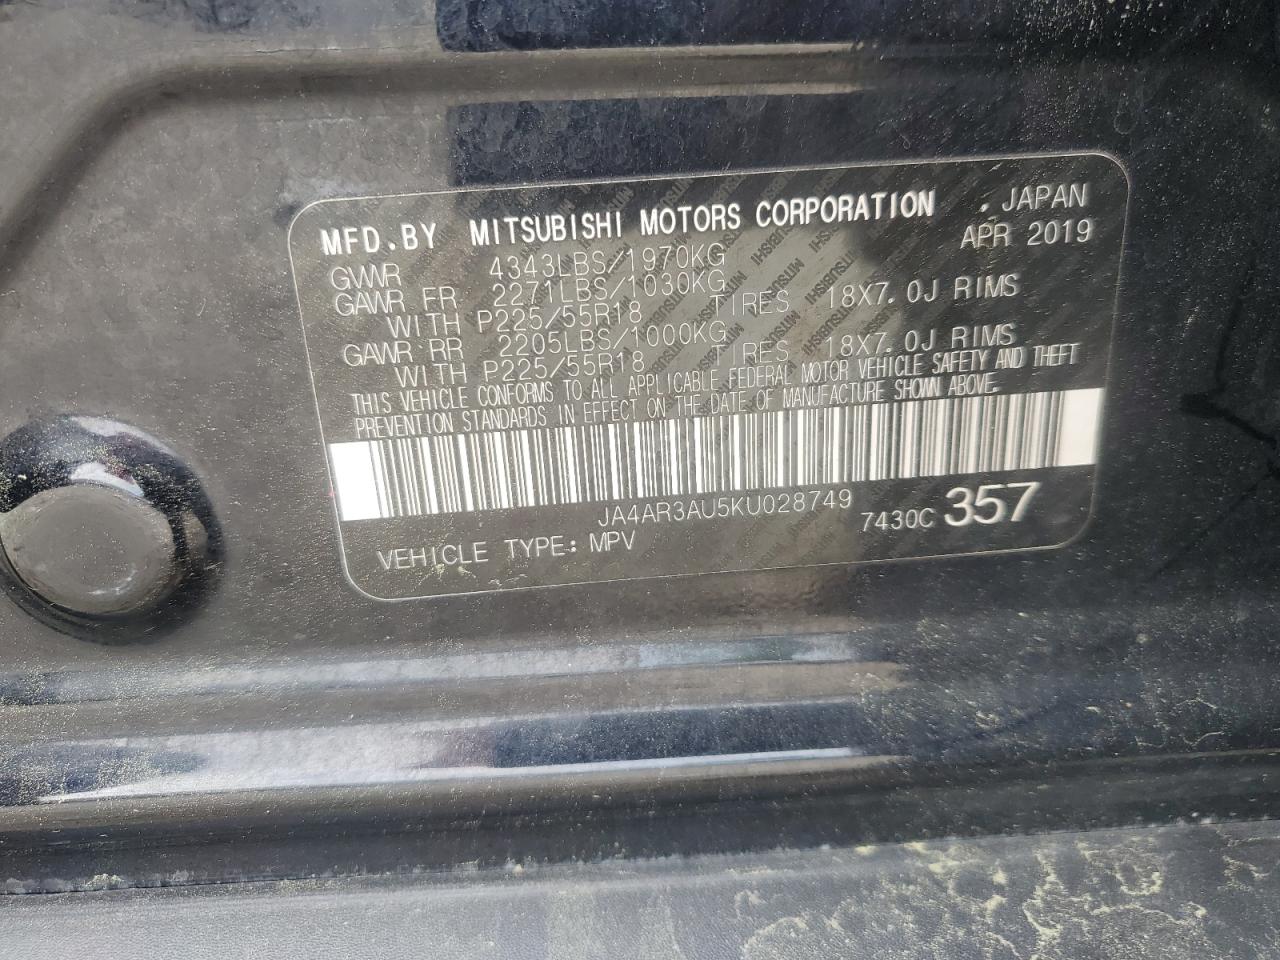 MFD.BY MITSUBISHI MOTORS CORPORATION , JAPAN
APR 2019
GVWR 4343LBS/1970KG
GAWR FR 2271LBS/1030KG
WITH P225/55R18 TIRES 18X7.0J RIMS
GAWR RR 2205LBS/1000KG
WITH P225/55R18 TIRES 18X7.0J RIMS
THIS VEHICLE CONFORMS TO ALL APPLICABLE FEDERAL MOTOR VEHICLE SAFETY AND THEFT
PREVENTION STANDARDS IN EFFECT ON THE DATE OF MANUFACTURE SHOWN ABOVE.
JA4AR3AU5KU028749 7430C 357
VEHICLE TYPE: MPV